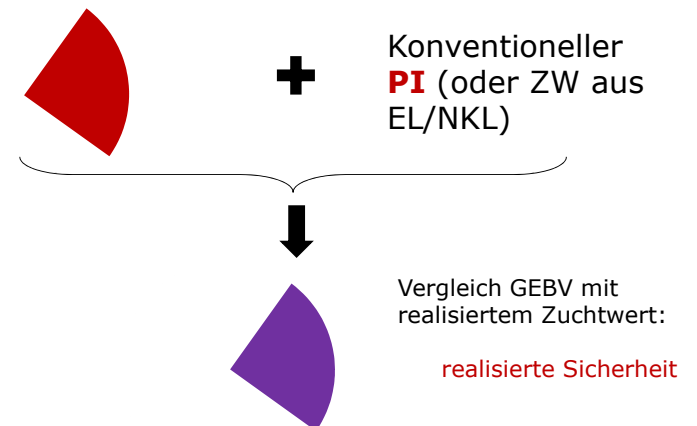 Konventioneller
PI (oder ZW aus
EL/NKL)
Vergleich GEBV mit
realisiertem Zuchtwert:
realisierte Sicherheit